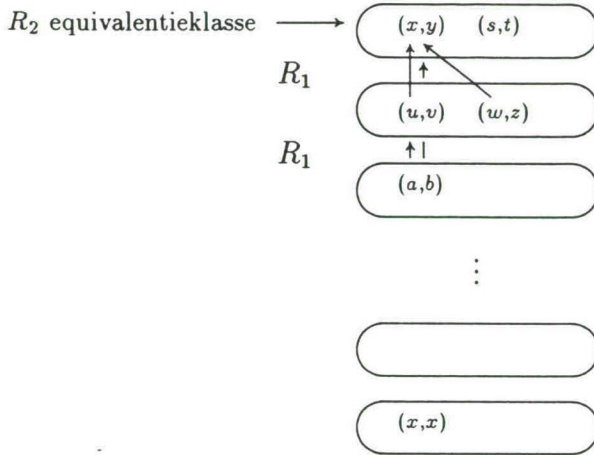 R₂ equivalentieklasse
(x,y) (s,t)
R₁
(u,v) (w,z)
R₁
(a,b)
⋮
(x,x)